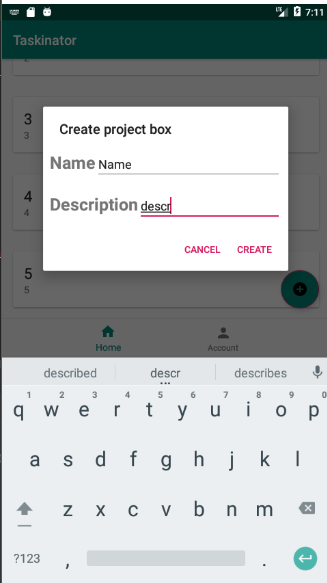 7:11
Taskinator
3
3
Create project box
Name Name
Description descr
CANCEL CREATE
4
4
5
5
Home Account
described descr describes
1 2 3 4 5 6 7 8 9 0
q w e r t y u i o p
a s d f g h j k l
z x c v b n m
?123 , .